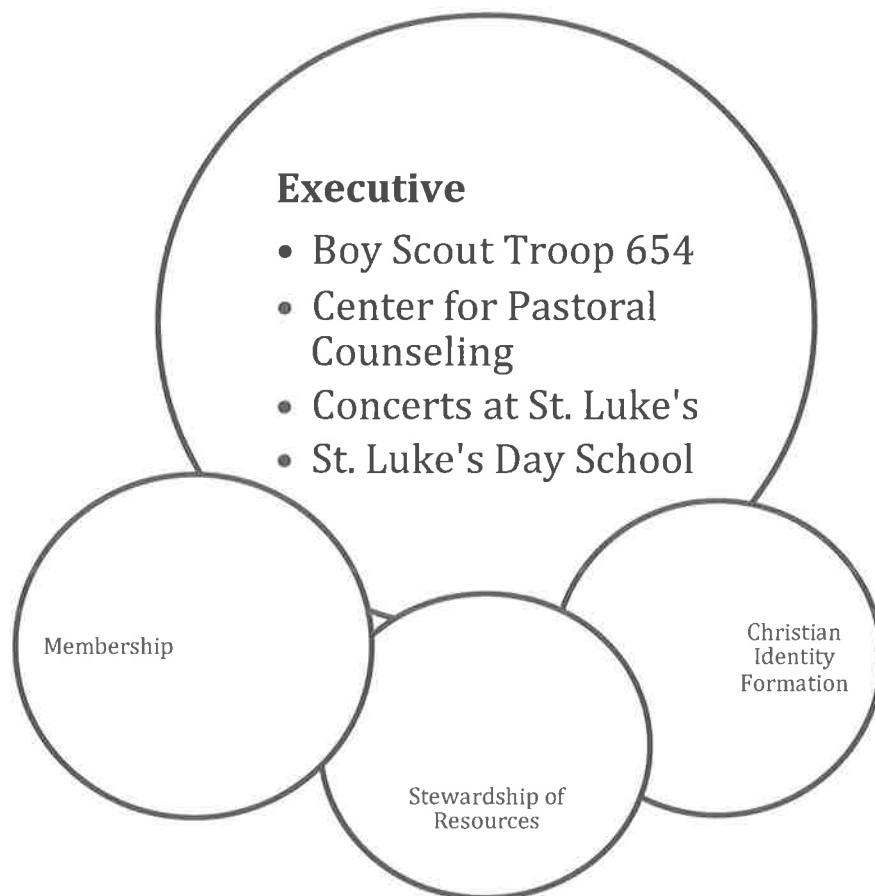 Executive
• Boy Scout Troop 654
• Center for Pastoral
Counseling
• Concerts at St. Luke's
• St. Luke's Day School
Membership
Christian
Identity
Formation
Stewardship of
Resources